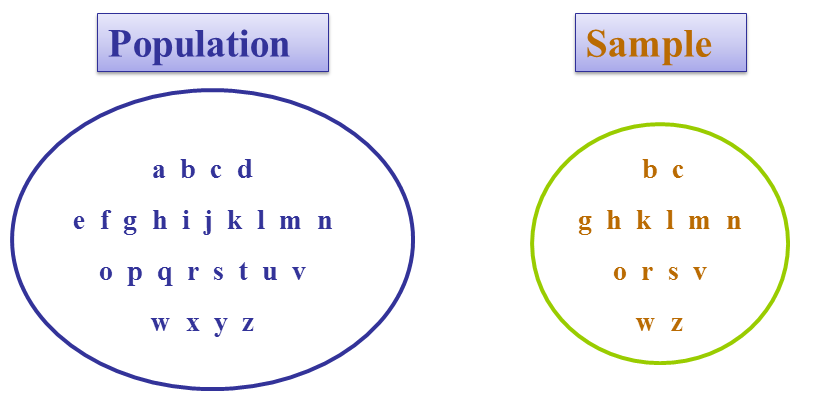 Population
a b c d
e f g h i j k l m n
o p q r s t u v
w x y z
Sample
b c
g h k l m n
o r s v
w z